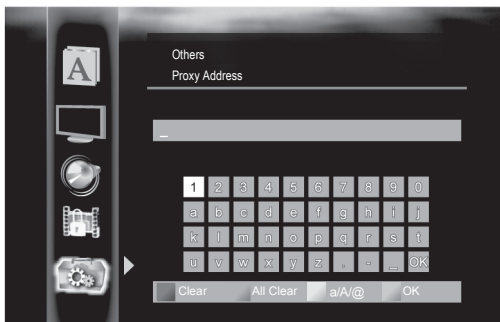 A
Others
Proxy Address
_
1 2 3 4 5 6 7 8 9 0
a b c d e f g h i j
k l m n o p q r s t
u v w x y z . - _ OK
Clear All Clear a/A/@ OK